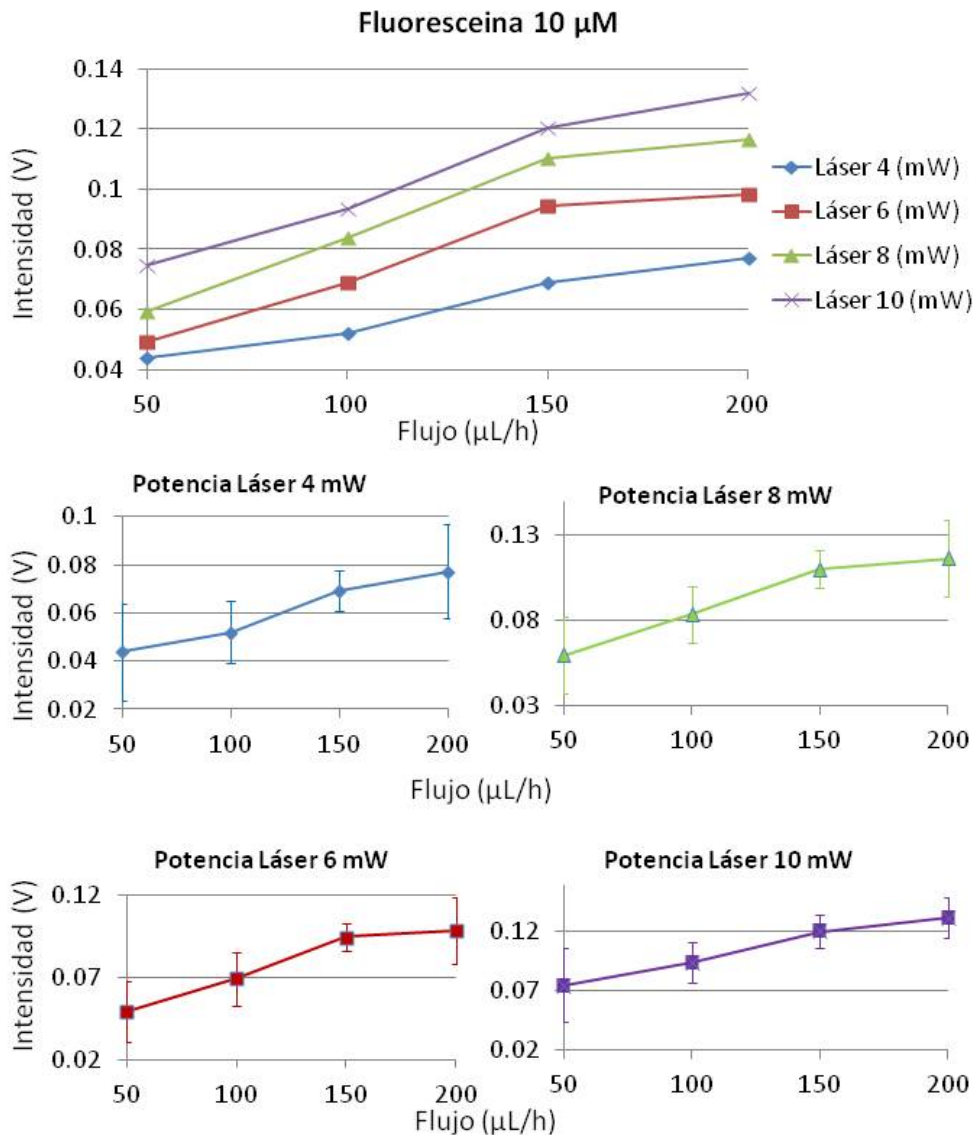 Fluoresceina 10 µM
Intensidad (V)
0.14
0.12
0.1
0.08
0.06
0.04
50 100 150 200
Flujo (µL/h)
Láser 4 (mW)
Láser 6 (mW)
Láser 8 (mW)
Láser 10 (mW)
Potencia Láser 4 mW
Intensidad (V)
0.1
0.08
0.06
0.04
0.02
50 100 150 200
Potencia Láser 8 mW
0.13
0.08
0.03
50 100 150 200
Flujo (µL/h)
Potencia Láser 6 mW
Intensidad (V)
0.12
0.07
0.02
50 100 150 200
Potencia Láser 10 mW
0.12
0.07
0.02
50 100 150 200
Flujo (µL/h)